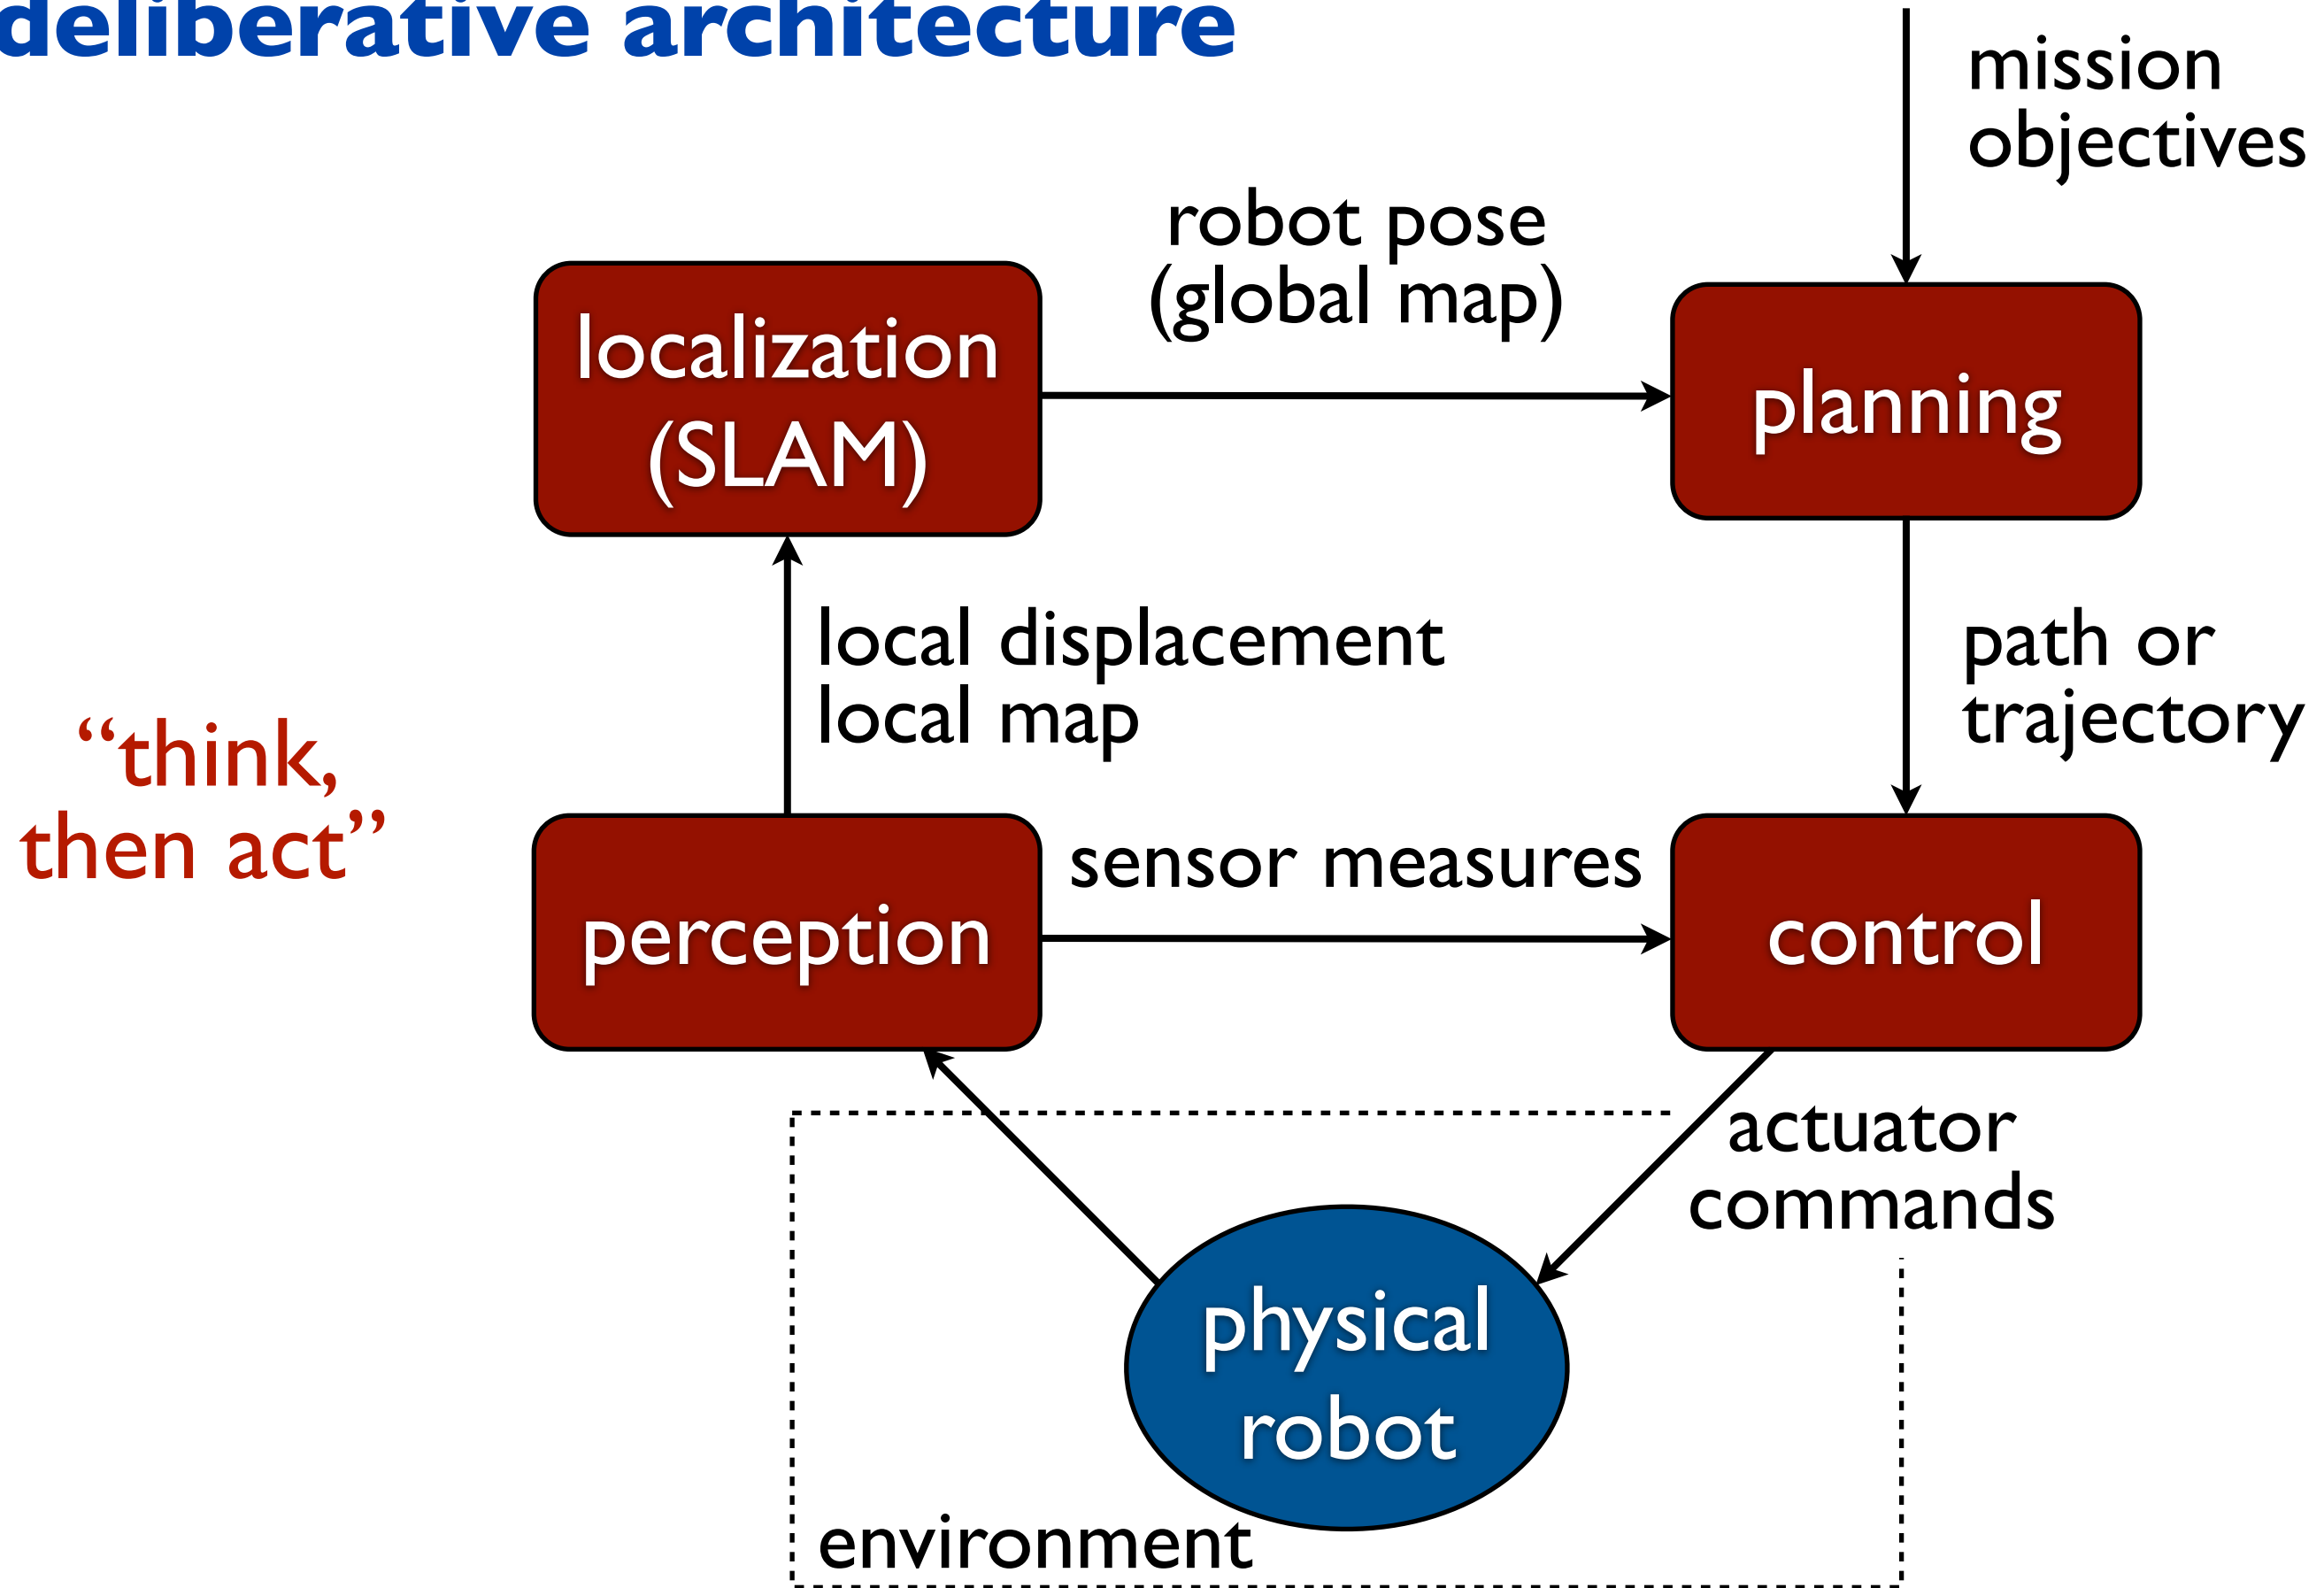 deliberative architecture
mission
objectives
robot pose
(global map)
localization
(SLAM)
planning
local displacement
local map
path or
trajectory
“think,
then act”
sensor measures
perception
control
actuator
commands
physical
robot
environment